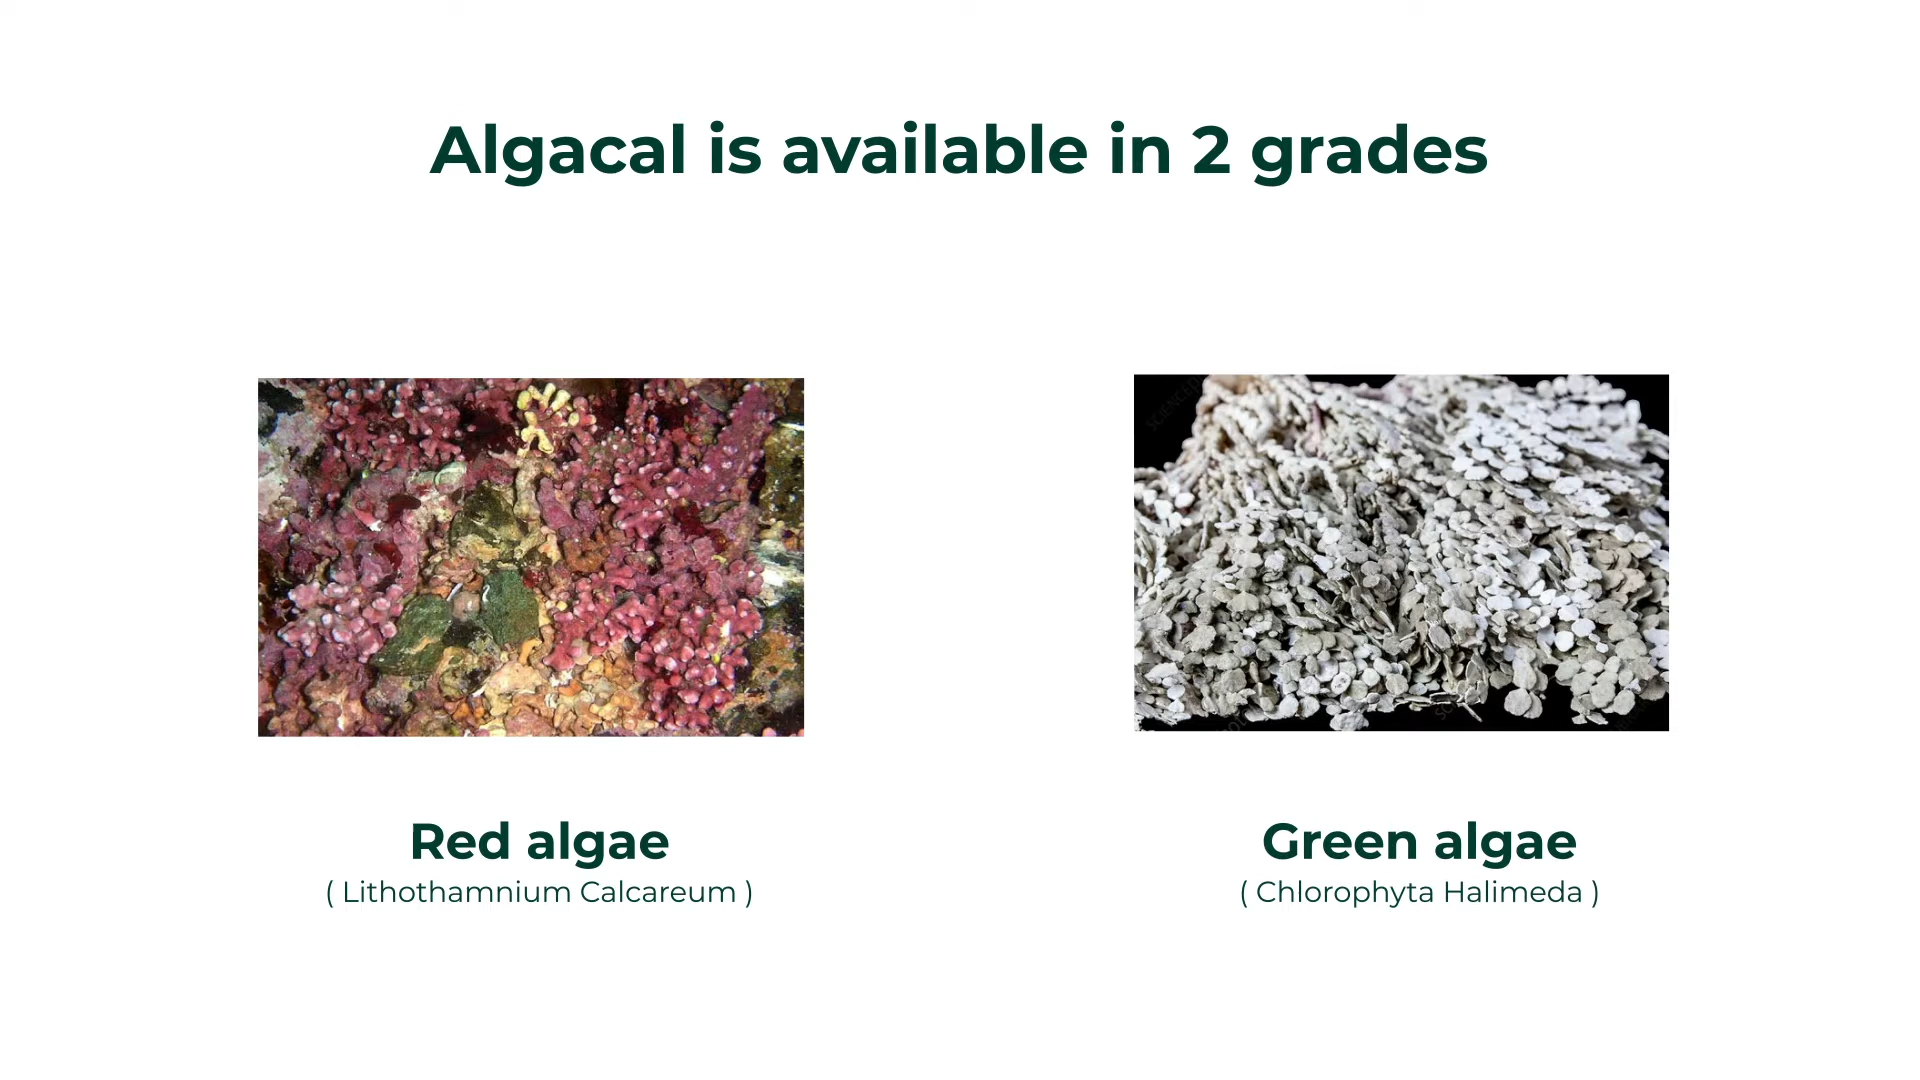 Algacal is available in 2 grades
Red algae
( Lithothamnium Calcareum )
Green algae
( Chlorophyta Halimeda )